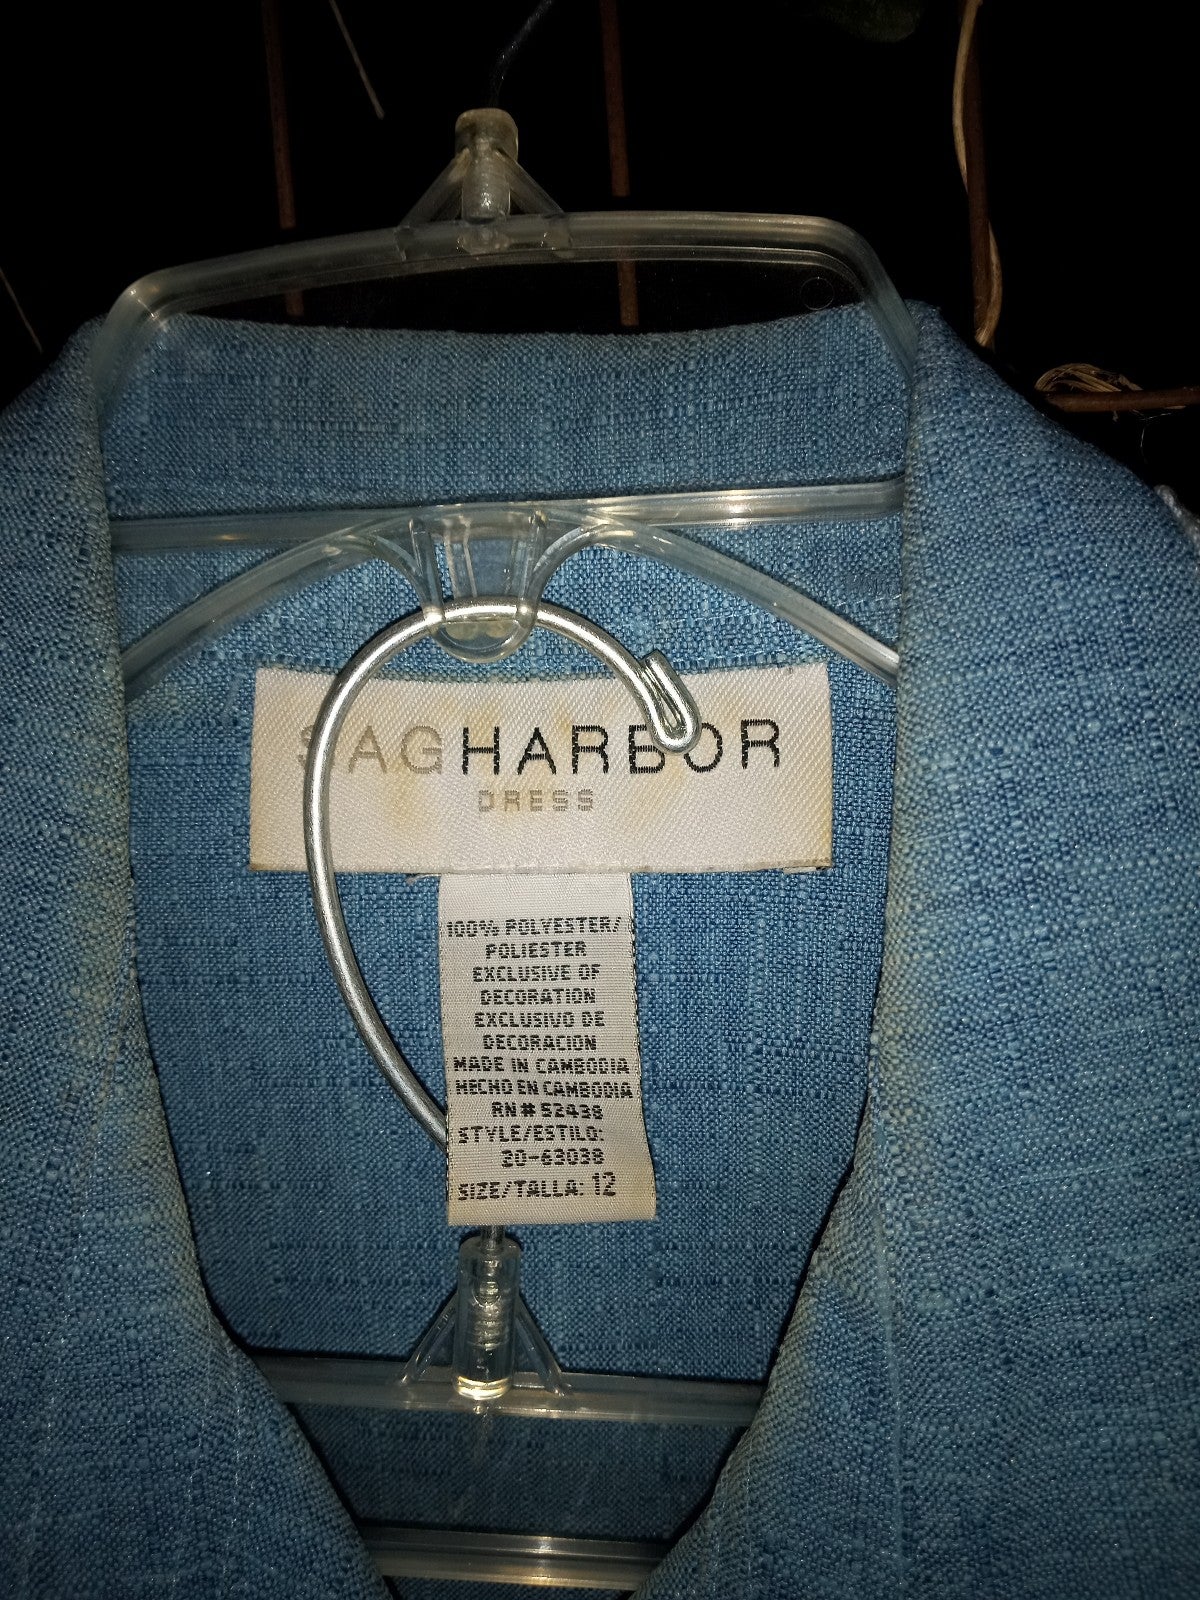 SAGHARBOR
DRESS
100% POLYESTER/
POLIESTER
EXCLUSIVE OF
DECORATION
EXCLUSIVO DE
DECORACION
MADE IN CAMBODIA
HECHO EN CAMBODIA
RN# 52438
STYLE/ESTILO:
30-63038
SIZE/TALLA: 12